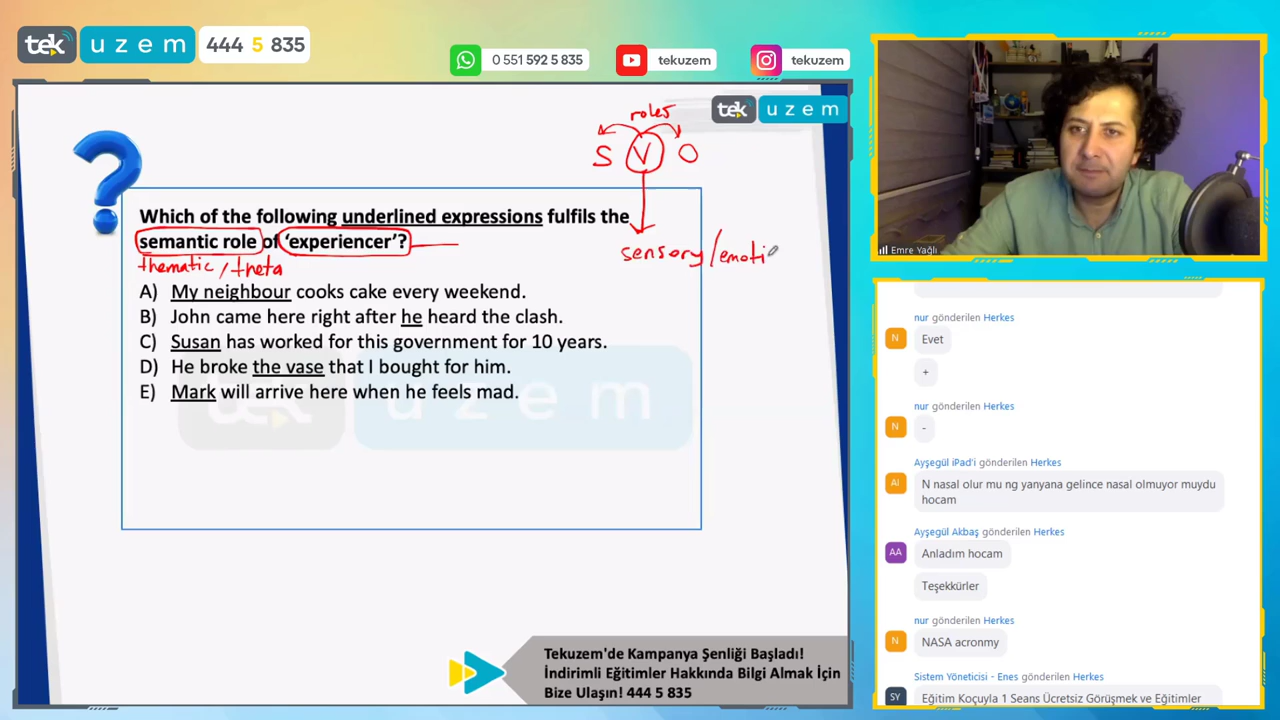 tek uzem 444 5 835
0 551 592 5 835
tekuzem
tekuzem
tek uzem
roles
S V O
Which of the following underlined expressions fulfils the
semantic role of 'experiencer'?
thematic / theta
sensory / emoti
A) My neighbour cooks cake every weekend.
B) John came here right after he heard the clash.
C) Susan has worked for this government for 10 years.
D) He broke the vase that I bought for him.
E) Mark will arrive here when he feels mad.
tek uzem
Tekuzem'de Kampanya Şenliği Başladı!
İndirimli Eğitimler Hakkında Bilgi Almak İçin
Bize Ulaşın! 444 5 835
Emre Yağlı
nur gönderilen Herkes
N
Evet
+
nur gönderilen Herkes
N
-
Ayşegül iPad'i gönderilen Herkes
AI
N nasal olur mu ng yanyana gelince nasal olmuyor muydu
hocam
Ayşegül Akbaş gönderilen Herkes
AA
Anladım hocam
Teşekkürler
nur gönderilen Herkes
N
NASA acronmy
Sistem Yöneticisi - Enes gönderilen Herkes
SY
Eğitim Koçuyla 1 Seans Ücretsiz Görüşmek ve Eğitimler